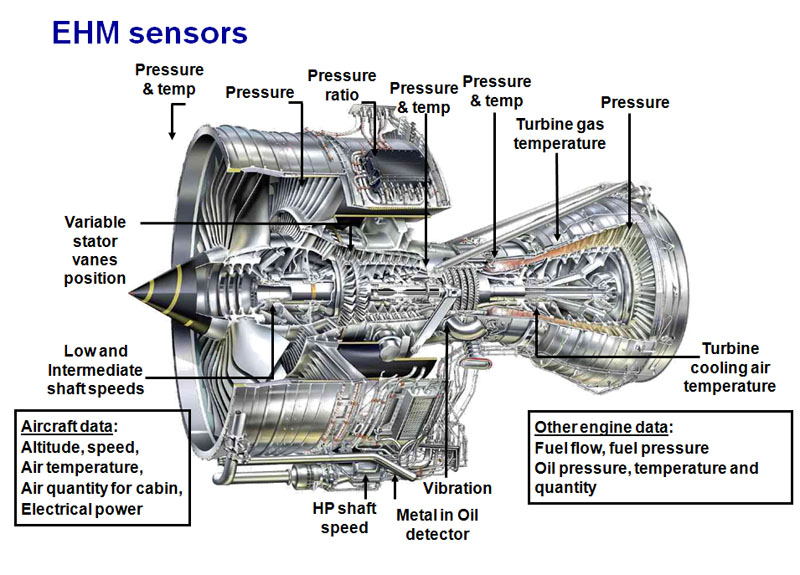 EHM sensors
Pressure
& temp
Pressure
Pressure
ratio
Pressure
& temp
Pressure
& temp
Pressure
Turbine gas
temperature
Variable
stator
vanes
position
Low and
Intermediate
shaft speeds
Turbine
cooling air
temperature
Aircraft data:
Altitude, speed,
Air temperature,
Air quantity for cabin,
Electrical power
Other engine data:
Fuel flow, fuel pressure
Oil pressure, temperature and
quantity
HP shaft
speed
Metal in Oil
detector
Vibration